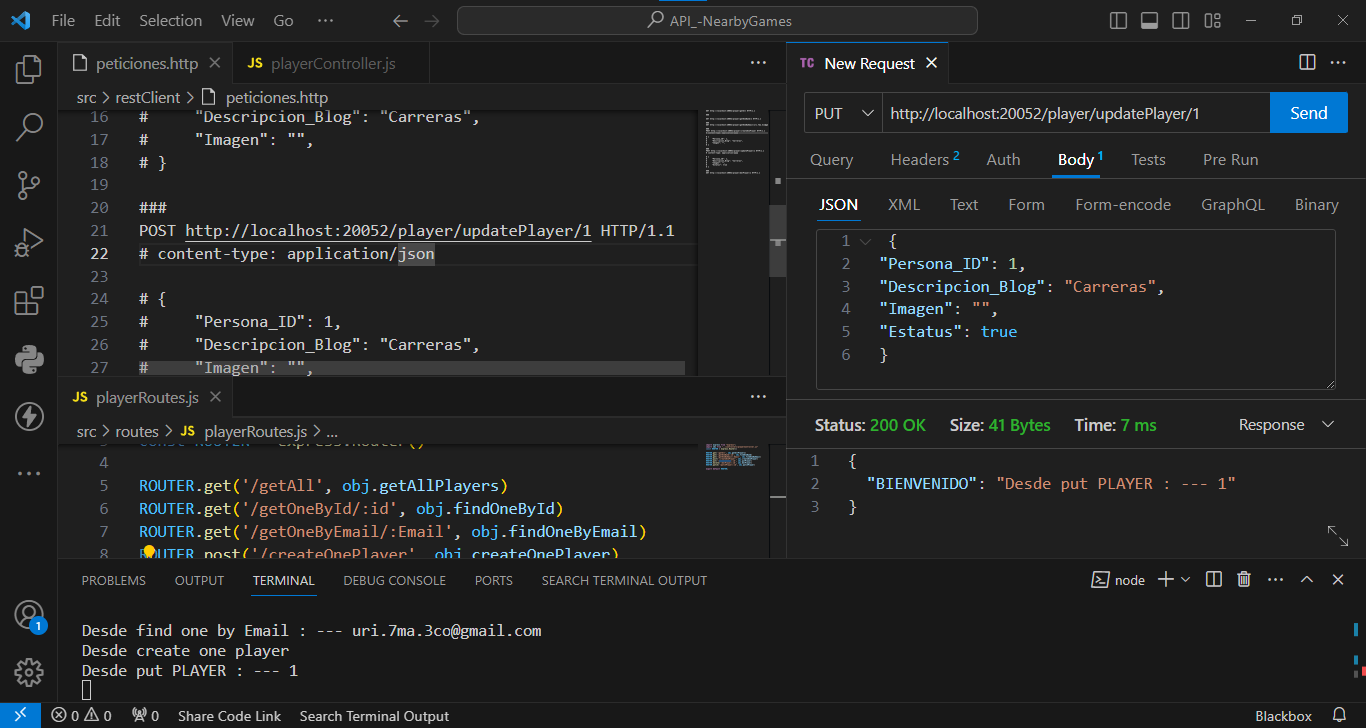 File Edit Selection View Go ··· API_-NearbyGames
peticiones.http JS playerController.js
src > restClient > peticiones.http
16 # "Descripcion_Blog": "Carreras",
17 # "Imagen": "",
18 # }
19
20 ###
21 POST http://localhost:20052/player/updatePlayer/1 HTTP/1.1
22 # content-type: application/json
23
24 # {
25 # "Persona_ID": 1,
26 # "Descripcion_Blog": "Carreras",
27 # "Imagen": "",
JS playerRoutes.js
src > routes > JS playerRoutes.js > ...
3 const ROUTER = express.Router()
4
5 ROUTER.get('/getAll', obj.getAllPlayers)
6 ROUTER.get('/getOneById/:id', obj.findOneById)
7 ROUTER.get('/getOneByEmail/:Email', obj.findOneByEmail)
8 ROUTER.post('/createOnePlayer', obj.createOnePlayer)
TC New Request
PUT http://localhost:20052/player/updatePlayer/1 Send
Query Headers 2 Auth Body 1 Tests Pre Run
JSON XML Text Form Form-encode GraphQL Binary
1 {
2 "Persona_ID": 1,
3 "Descripcion_Blog": "Carreras",
4 "Imagen": "",
5 "Estatus": true
6 }
Status: 200 OK Size: 41 Bytes Time: 7 ms Response
1 {
2 "BIENVENIDO": "Desde put PLAYER : --- 1"
3 }
PROBLEMS OUTPUT TERMINAL DEBUG CONSOLE PORTS SEARCH TERMINAL OUTPUT node
Desde find one by Email : --- uri.7ma.3co@gmail.com
Desde create one player
Desde put PLAYER : --- 1
1
0 0 0 Share Code Link Search Terminal Output Blackbox